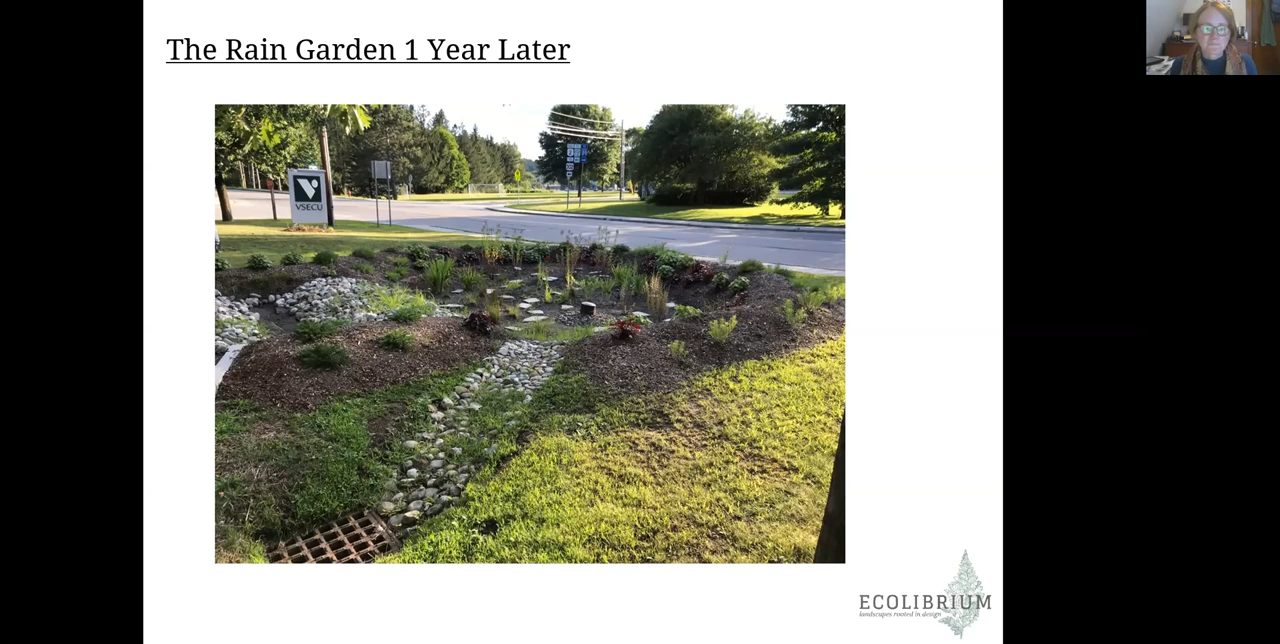 The Rain Garden 1 Year Later
VSECU
ECOLIBRIUM
landscapes rooted in design